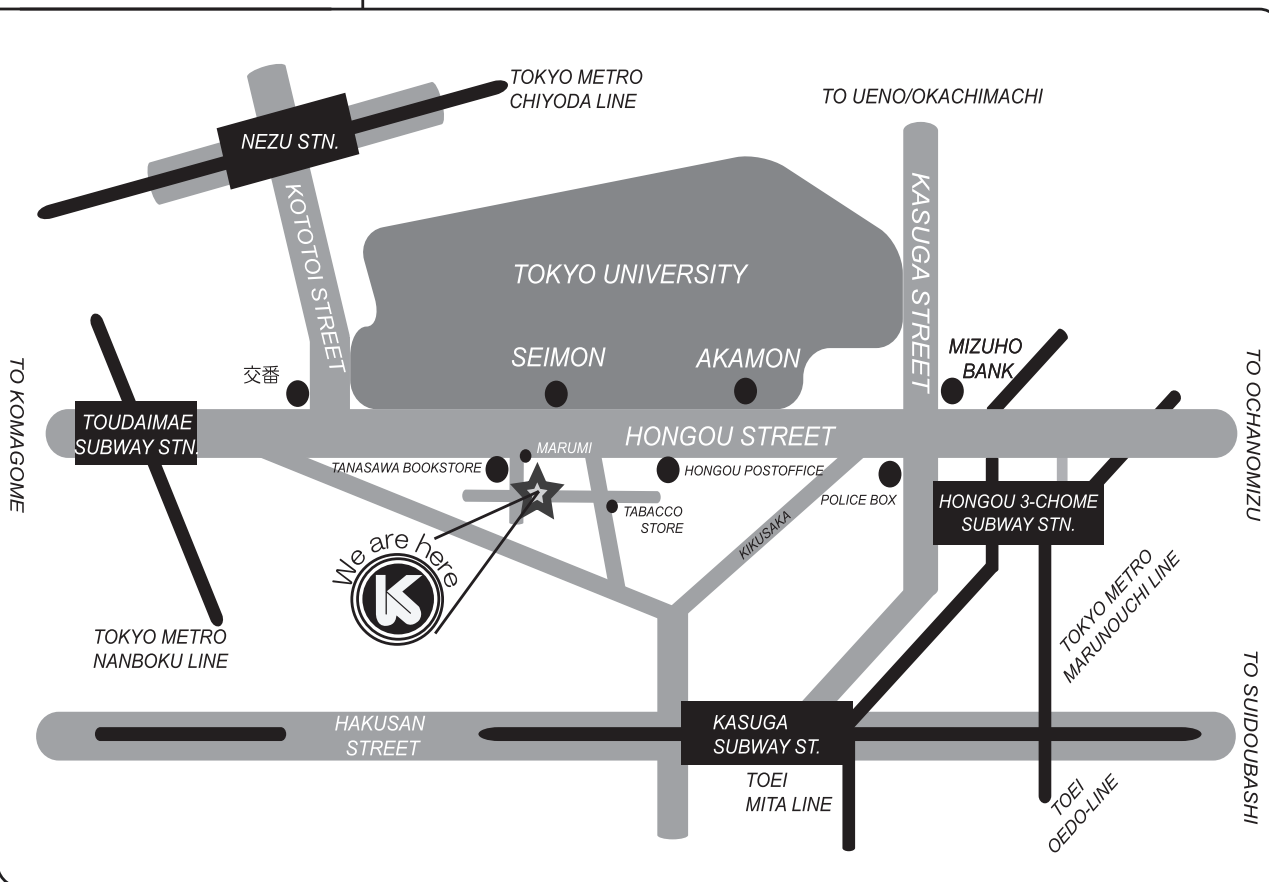 TOKYO METRO
CHIYODA LINE
TO UENO/OKACHIMACHI
NEZU STN.
KOTOTOI STREET
KASUGA STREET
TOKYO UNIVERSITY
SEIMON
AKAMON
MIZUHO
BANK
交番
TO KOMAGOME
TO OCHANOMIZU
TOUDAIMAE
SUBWAY STN.
HONGOU STREET
MARUMI
TANASAWA BOOKSTORE
HONGOU POSTOFFICE
POLICE BOX
HONGOU 3-CHOME
SUBWAY STN.
TABACCO
STORE
KIKUSAKA
We are here
KS
TOKYO METRO
MARUNOUCHI LINE
TOKYO METRO
NANBOKU LINE
TO SUIDOUBASHI
HAKUSAN
STREET
KASUGA
SUBWAY ST.
TOEI
MITA LINE
TOEI
OEDO-LINE